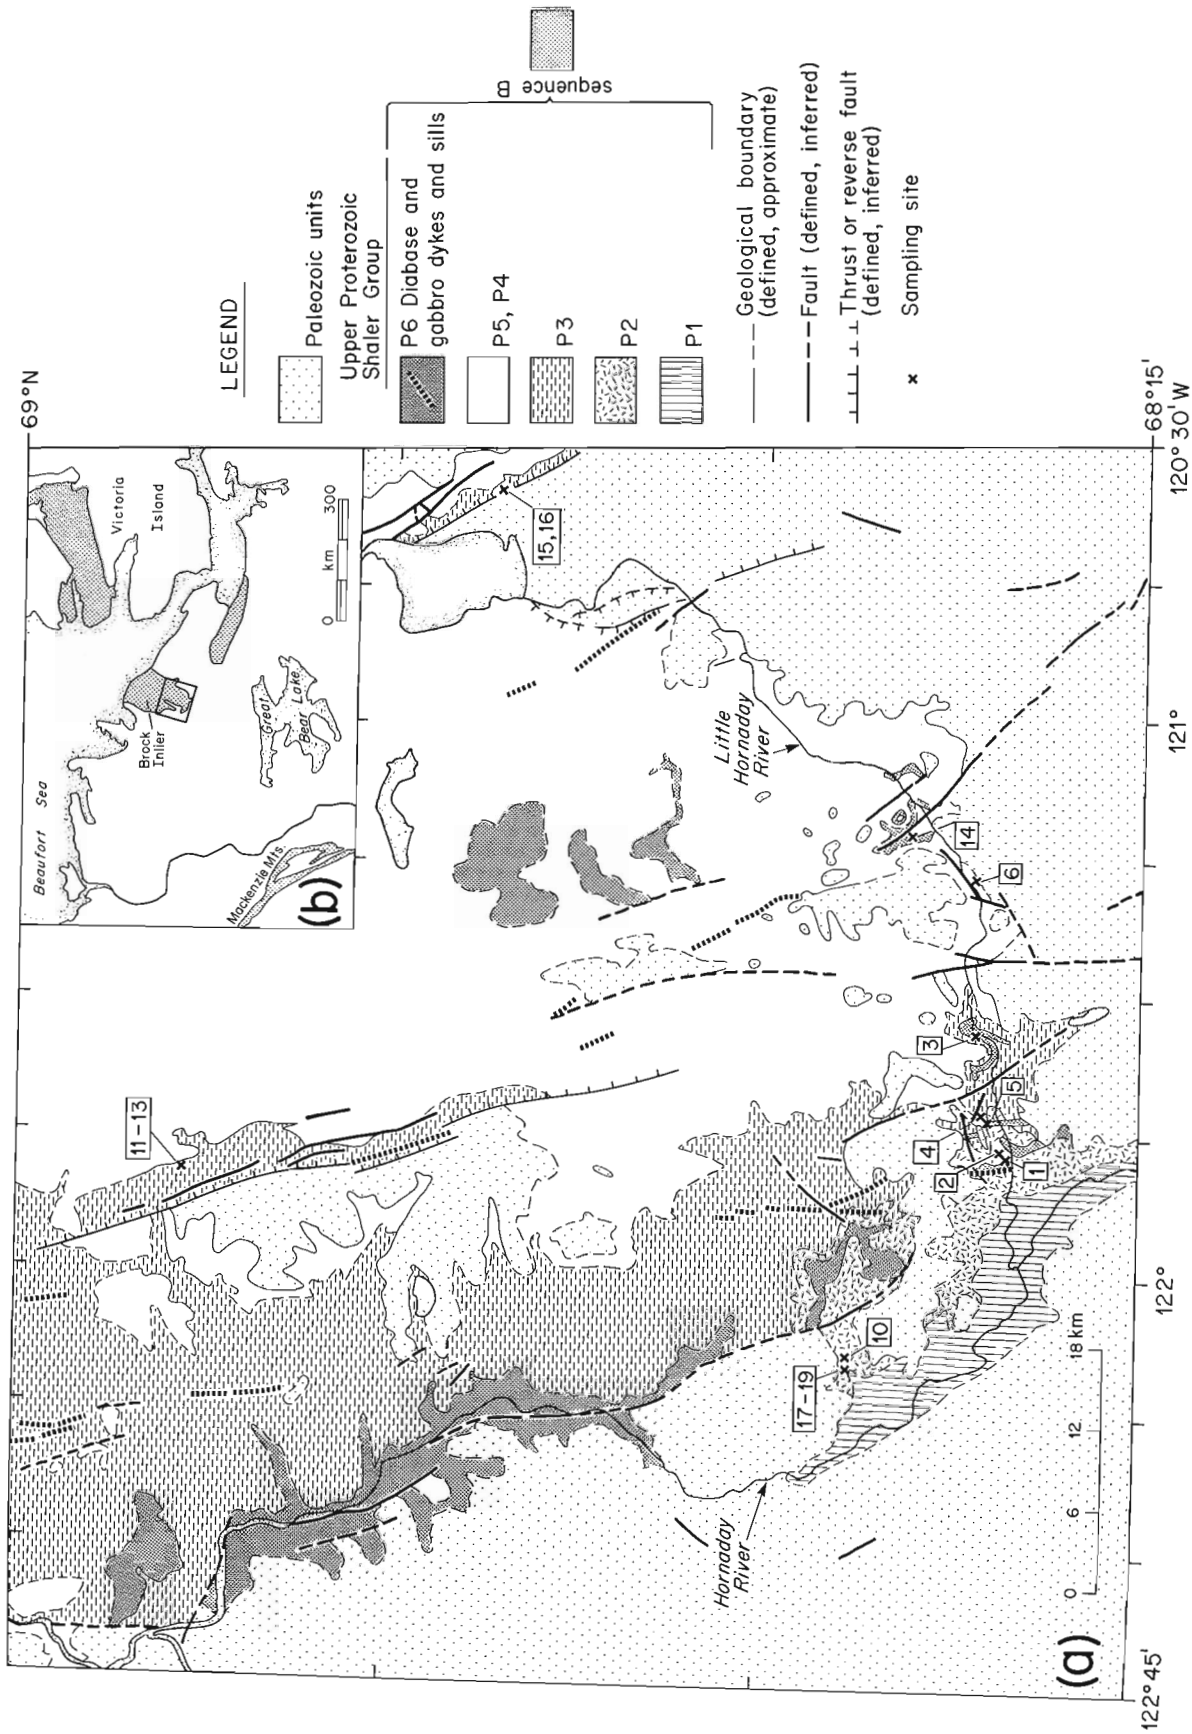 LEGEND
Paleozoic units
Upper Proterozoic
Shaler Group
P6 Diabase and
gabbro dykes and sills
P5, P4
P3
P2
P1
sequence B
Geological boundary
(defined, approximate)
Fault (defined, inferred)
Thrust or reverse fault
(defined, inferred)
Sampling site
69°N
68°15'
120°30'W
121°
122°
122°45'
(b)
Beaufort Sea
Victoria
Island
Brock
Inlier
Great
Bear Lake
Mackenzie Mts.
0 km 300
(a)
11-13
15,16
Little
Hornaday
River
14
6
3
5
4
2
1
10
17-19
Hornaday
River
0 6 12 18 km